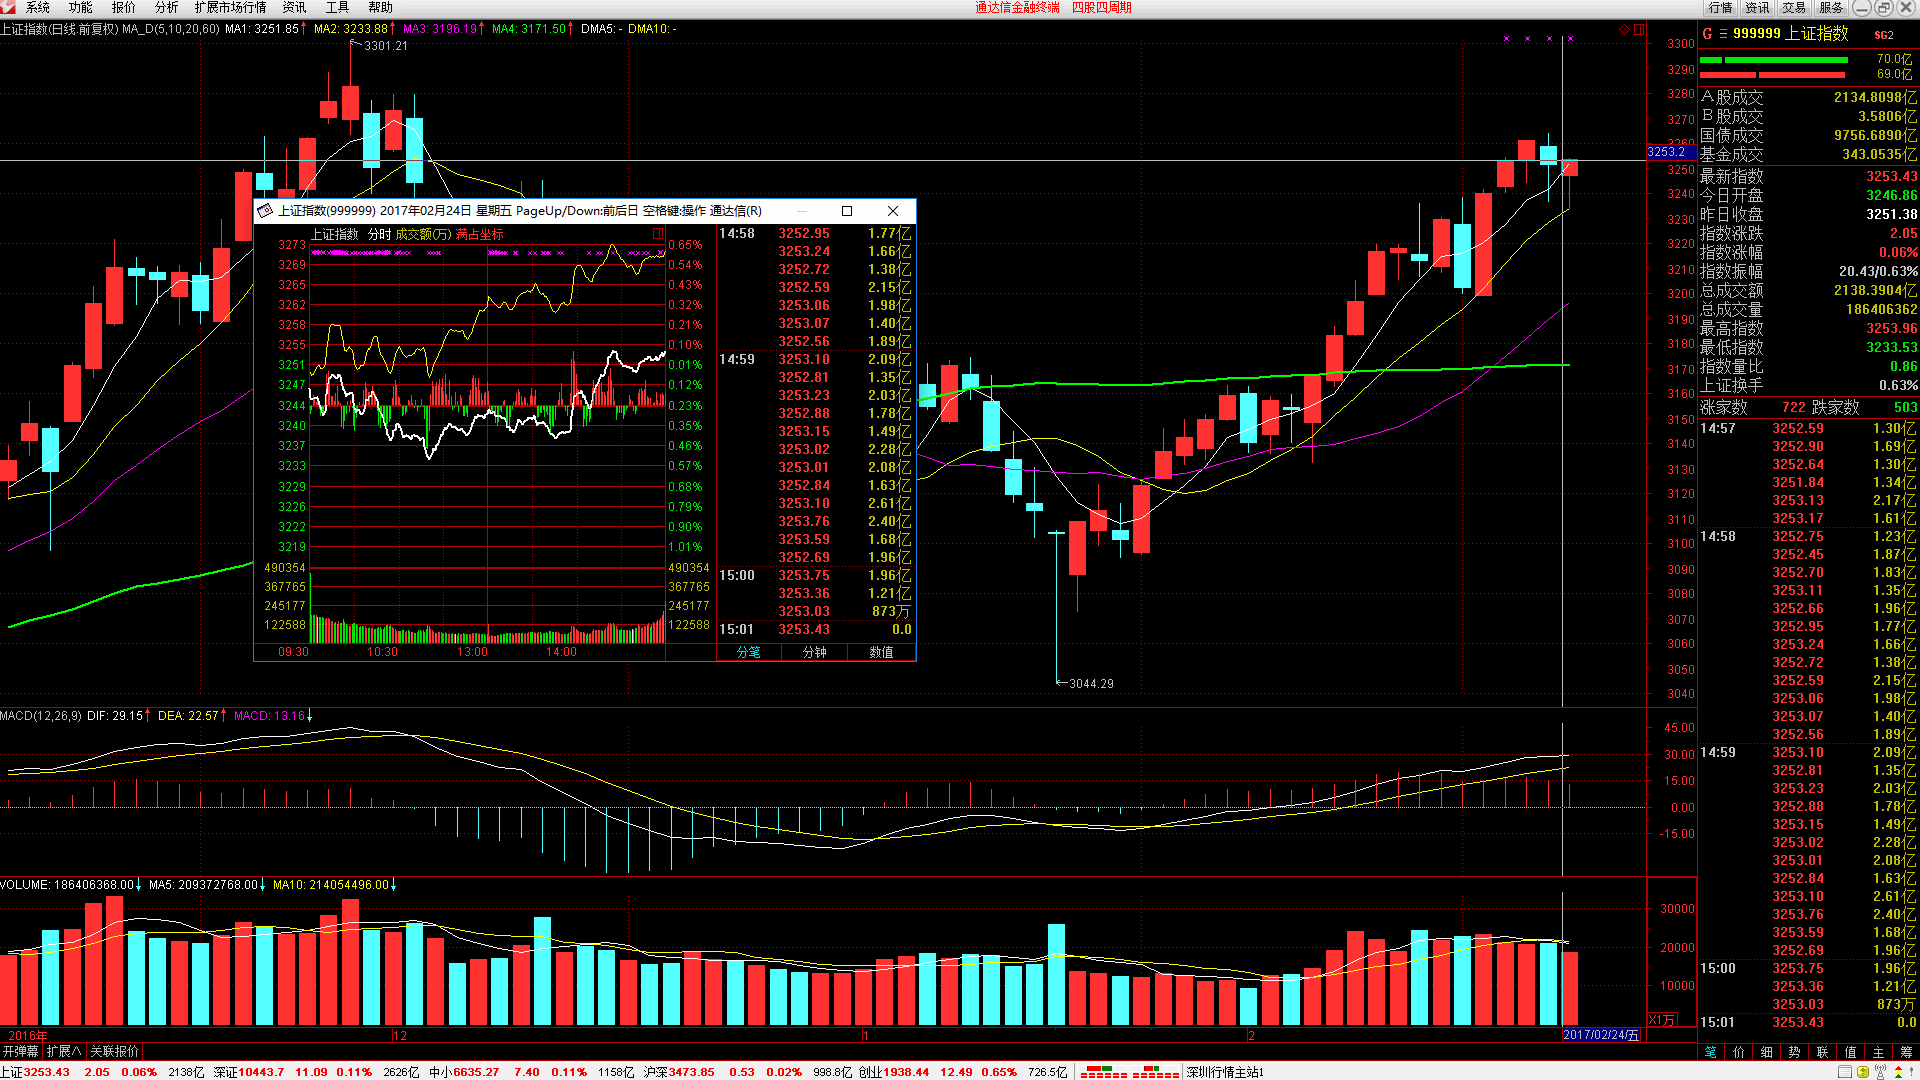 系统 功能 报价 分析 扩展市场行情 资讯 工具 帮助 通达信金融终端 四股四周期 行情 资讯 交易 服务
上证指数(日线.前复权) MA_D(5,10,20,60) MA1: 3251.85↑ MA2: 3233.88↑ MA3: 3196.19↑ MA4: 3171.50↑ DMA5: - DMA10: -
3301.21
3044.29
3300
3290
3280
3270
3260
3253.2
3250
3240
3230
3220
3210
3200
3190
3180
3170
3160
3150
3140
3130
3120
3110
3100
3090
3080
3070
3060
3050
3040
上证指数(999999) 2017年02月24日 星期五 PageUp/Down:前后日 空格键:操作 通达信(R)
上证指数 分时 成交额(万) 满占坐标
3273 0.65%
3269 0.54%
3266 0.43%
3262 0.32%
3258 0.21%
3255 0.10%
3251 0.01%
3247 0.12%
3244 0.23%
3240 0.35%
3237 0.46%
3233 0.57%
3229 0.68%
3226 0.79%
3222 0.90%
3219 1.01%
490354 490354
367765 367765
245177 245177
122588 122588
09:30 10:30 13:00 14:00
14:58 3252.95 1.77亿
3253.24 1.66亿
3252.72 1.38亿
3252.59 2.15亿
3253.06 1.98亿
3253.07 1.40亿
3252.56 1.89亿
14:59 3253.10 2.09亿
3252.81 1.35亿
3253.23 2.03亿
3252.88 1.78亿
3253.15 1.49亿
3253.02 2.28亿
3253.01 2.08亿
3252.84 1.63亿
3253.10 2.61亿
3253.76 2.40亿
3253.59 1.68亿
3252.69 1.96亿
15:00 3253.75 1.96亿
3253.36 1.21亿
3253.03 873万
15:01 3253.43 0.0
分笔 分钟 数值
MACD(12,26,9) DIF: 29.15↑ DEA: 22.57↑ MACD: 13.16↓
45.00
30.00
15.00
0.00
-15.00
VOLUME: 186406368.00↓ MA5: 209372768.00↓ MA10: 214054496.00↓
30000
20000
10000
X1万
2016年 12 1 2 2017/02/24/五
开弹幕 扩展∧ 关联报价
G 999999 上证指数 SG2
70.0亿
69.0亿
A股成交 2134.8098亿
B股成交 3.5806亿
国债成交 9756.6890亿
基金成交 343.0535亿
最新指数 3253.43
今日开盘 3246.86
昨日收盘 3251.38
指数涨跌 2.05
指数涨幅 0.06%
指数振幅 20.43/0.63%
总成交额 2138.3904亿
总成交量 186406362
最高指数 3253.96
最低指数 3233.53
指数量比 0.86
上证换手 0.63%
涨家数 722 跌家数 503
14:57 3252.59 1.30亿
3252.90 1.69亿
3252.64 1.30亿
3251.84 1.34亿
3253.13 2.17亿
3253.17 1.61亿
14:58 3252.75 1.23亿
3252.45 1.87亿
3252.70 1.83亿
3253.11 1.35亿
3252.66 1.96亿
3252.95 1.77亿
3253.24 1.66亿
3252.72 1.38亿
3252.59 2.15亿
3253.06 1.98亿
3253.07 1.40亿
3252.56 1.89亿
14:59 3253.10 2.09亿
3252.81 1.35亿
3253.23 2.03亿
3252.88 1.78亿
3253.15 1.49亿
3253.02 2.28亿
3253.01 2.08亿
3252.84 1.63亿
3253.10 2.61亿
3253.76 2.40亿
3253.59 1.68亿
3252.69 1.96亿
15:00 3253.75 1.96亿
3253.36 1.21亿
3253.03 873万
15:01 3253.43 0.0
笔 价 细 势 联 值 主 筹
上证3253.43 2.05 0.06% 2138亿 深证10443.7 11.09 0.11% 2626亿 中小6635.27 7.40 0.11% 1158亿 沪深3473.85 0.53 0.02% 998.8亿 创业1938.44 12.49 0.65% 726.5亿 深圳行情主站1